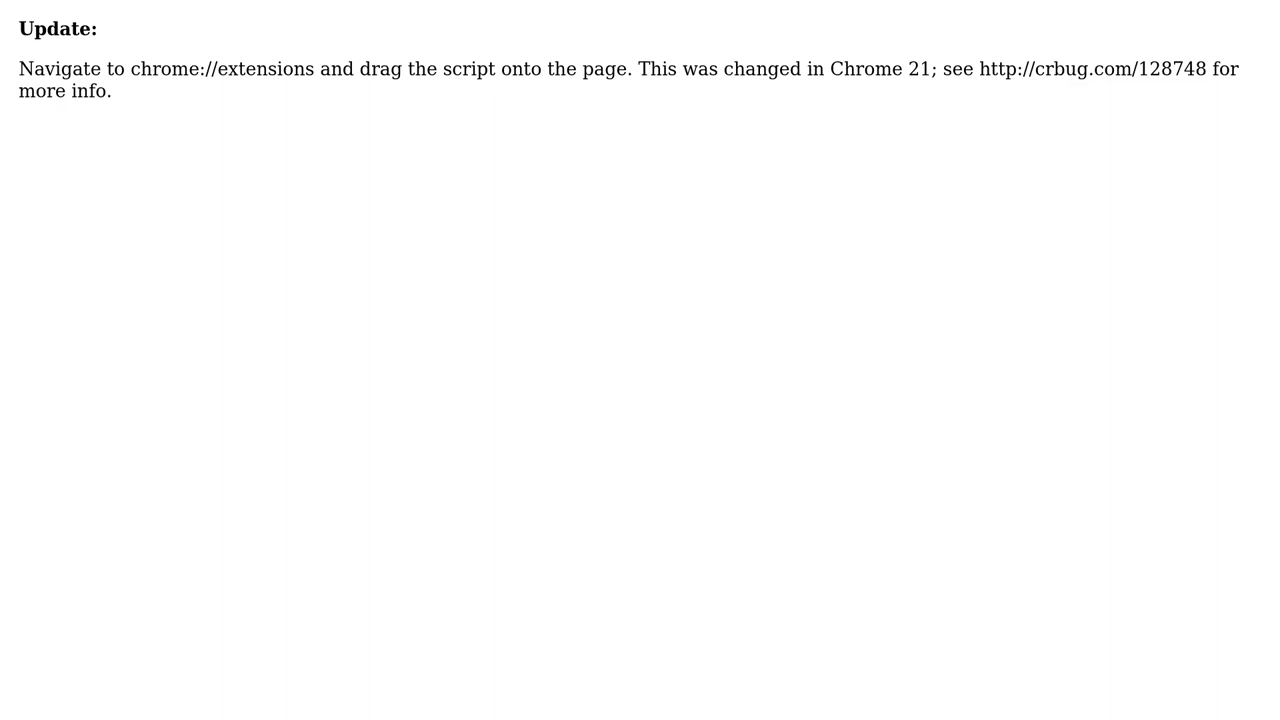 Update:
Navigate to chrome://extensions and drag the script onto the page. This was changed in Chrome 21; see http://crbug.com/128748 for
more info.